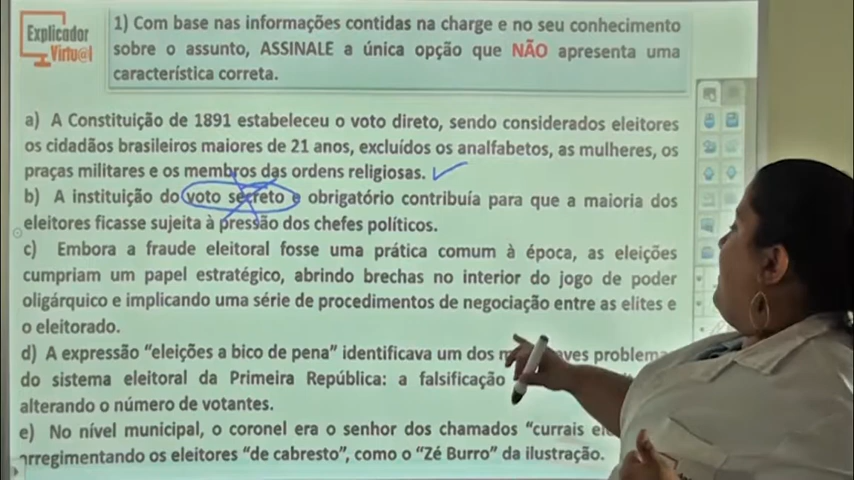 Explicador
Virtu@l
1) Com base nas informações contidas na charge e no seu conhecimento
sobre o assunto, ASSINALE a única opção que NÃO apresenta uma
característica correta.
a) A Constituição de 1891 estabeleceu o voto direto, sendo considerados eleitores
os cidadãos brasileiros maiores de 21 anos, excluídos os analfabetos, as mulheres, os
praças militares e os membros das ordens religiosas.
b) A instituição do voto secreto e obrigatório contribuía para que a maioria dos
eleitores ficasse sujeita à pressão dos chefes políticos.
c) Embora a fraude eleitoral fosse uma prática comum à época, as eleições
cumpriam um papel estratégico, abrindo brechas no interior do jogo de poder
oligárquico e implicando uma série de procedimentos de negociação entre as elites e
o eleitorado.
d) A expressão "eleições a bico de pena" identificava um dos
do sistema eleitoral da Primeira República: a falsificação
alterando o número de votantes.
e) No nível municipal, o coronel era o senhor dos chamados "currais
arregimentando os eleitores "de cabresto", como o "Zé Burro" da ilustração.